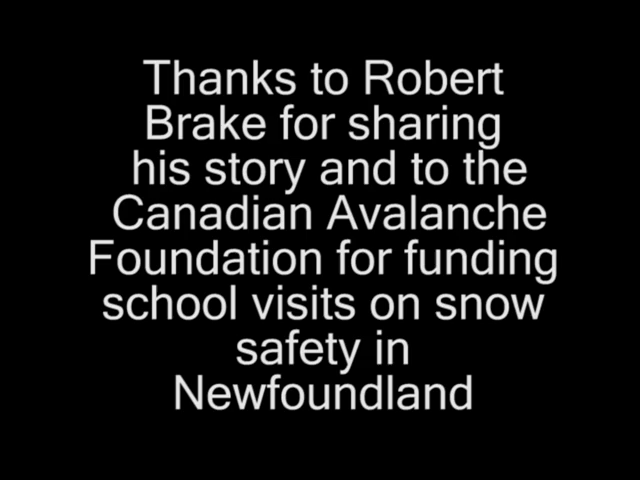 Thanks to Robert
Brake for sharing
his story and to the
Canadian Avalanche
Foundation for funding
school visits on snow
safety in
Newfoundland